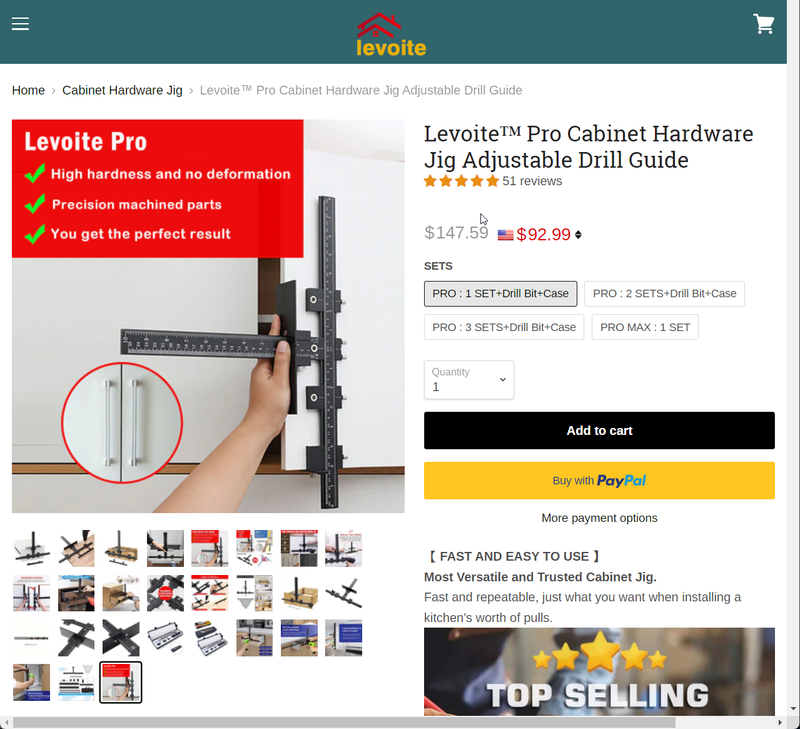 levoite
Home › Cabinet Hardware Jig › Levoite™ Pro Cabinet Hardware Jig Adjustable Drill Guide
Levoite Pro
High hardness and no deformation
Precision machined parts
You get the perfect result
Levoite™ Pro Cabinet Hardware
Jig Adjustable Drill Guide
51 reviews
$147.59 $92.99
SETS
PRO : 1 SET+Drill Bit+Case
PRO : 2 SETS+Drill Bit+Case
PRO : 3 SETS+Drill Bit+Case
PRO MAX : 1 SET
Quantity
1
Add to cart
Buy with PayPal
More payment options
【 FAST AND EASY TO USE 】
Most Versatile and Trusted Cabinet Jig.
Fast and repeatable, just what you want when installing a
kitchen's worth of pulls.
TOP SELLING